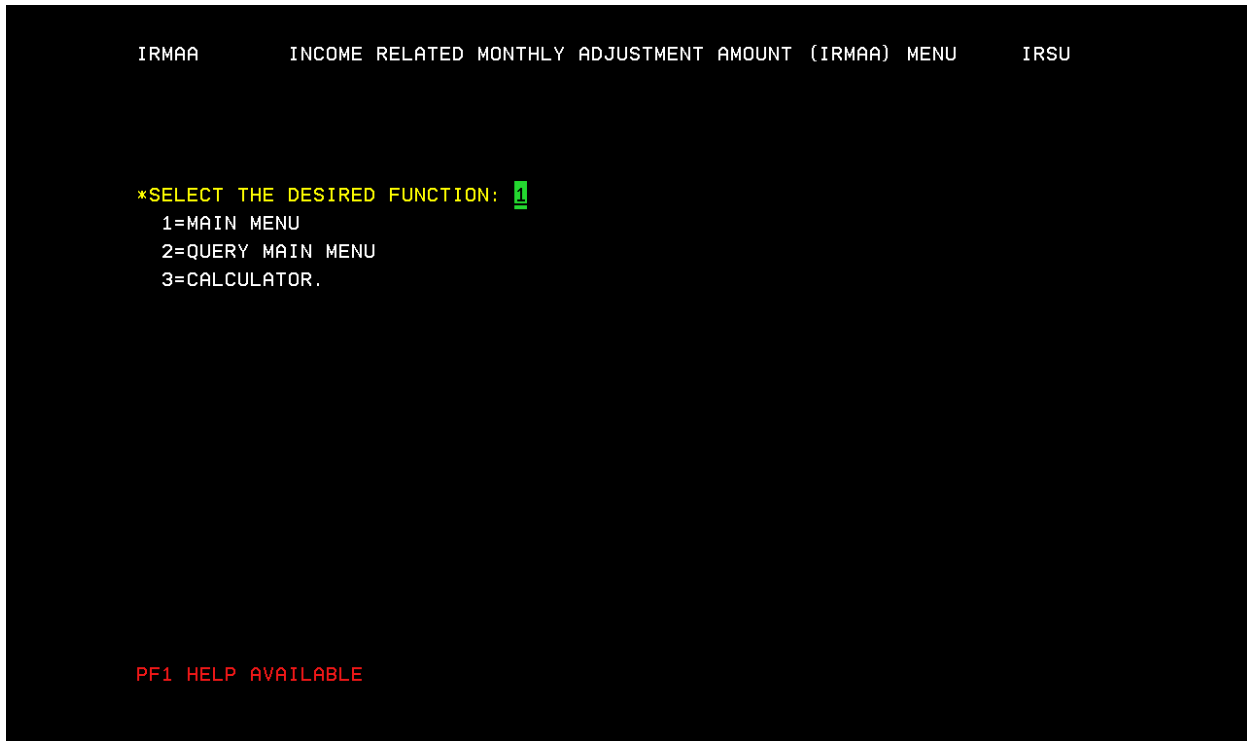 IRMAA INCOME RELATED MONTHLY ADJUSTMENT AMOUNT (IRMAA) MENU IRSU
*SELECT THE DESIRED FUNCTION: 1
1=MAIN MENU
2=QUERY MAIN MENU
3=CALCULATOR.
PF1 HELP AVAILABLE